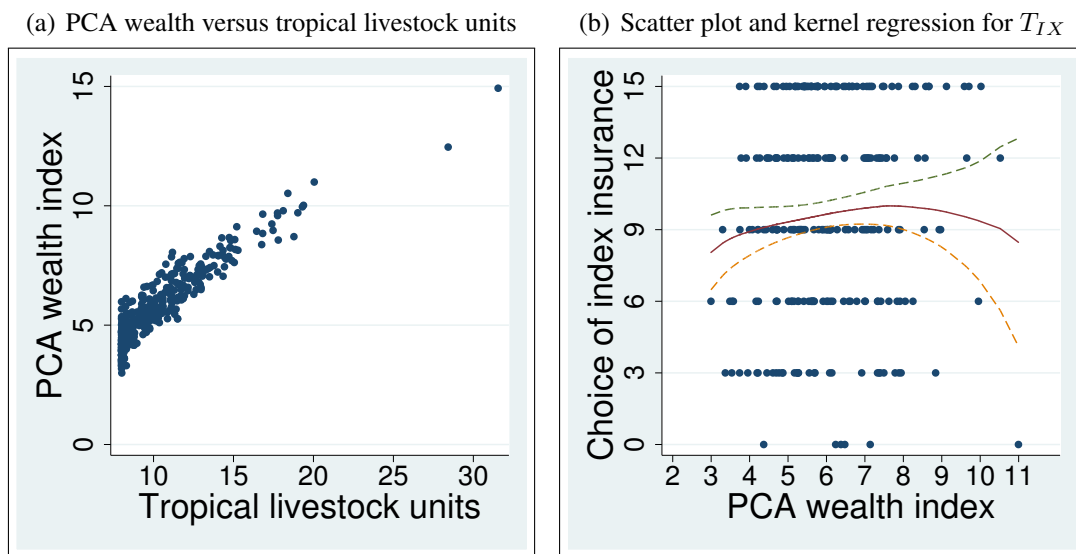 (a) PCA wealth versus tropical livestock units
PCA wealth index
15
10
5
0
10 15 20 25 30
Tropical livestock units
(b) Scatter plot and kernel regression for T_{IX}
Choice of index insurance
15
12
9
6
3
0
2 3 4 5 6 7 8 9 10 11
PCA wealth index